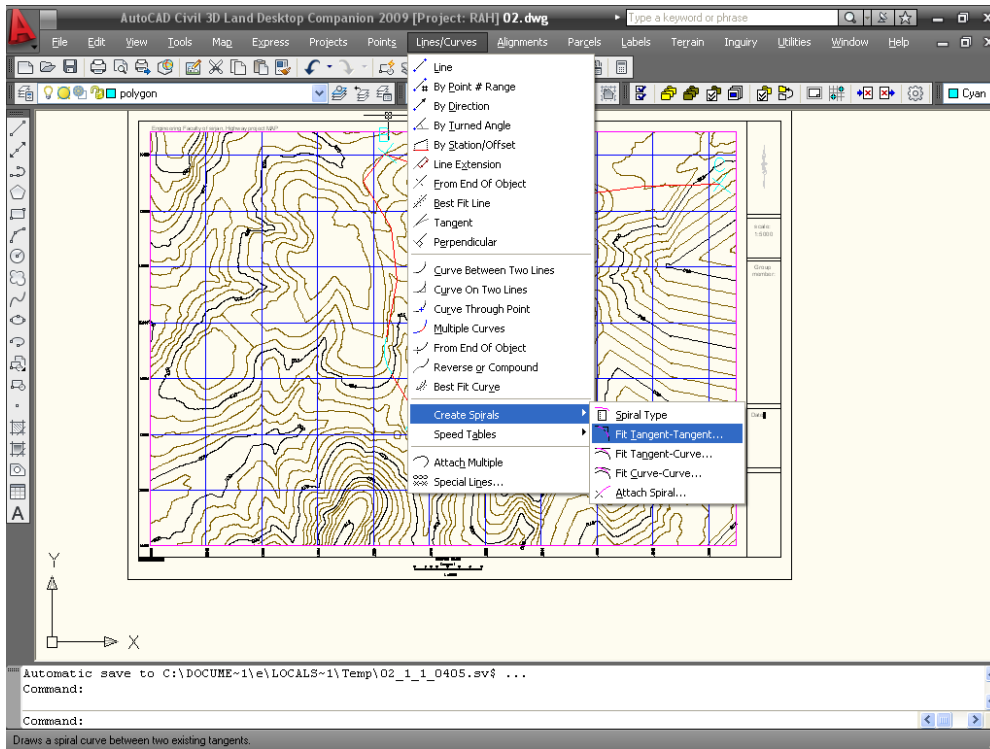 AutoCAD Civil 3D Land Desktop Companion 2009 [Project: RAH] 02.dwg
Type a keyword or phrase
File Edit View Tools Map Express Projects Points Lines/Curves Alignments Parcels Labels Terrain Inquiry Utilities Window Help
polygon
Cyan
Line
By Point # Range
By Direction
By Turned Angle
By Station/Offset
Line Extension
From End Of Object
Best Fit Line
Tangent
Perpendicular
Curve Between Two Lines
Curve On Two Lines
Curve Through Point
Multiple Curves
From End Of Object
Reverse or Compound
Best Fit Curve
Create Spirals
Speed Tables
Attach Multiple
Special Lines...
Spiral Type
Fit Tangent-Tangent...
Fit Tangent-Curve...
Fit Curve-Curve...
Attach Spiral...
scale
1:5000
Group
member:
Date
A
Y
X
Automatic save to C:\DOCUME~1\e\LOCALS~1\Temp\02_1_1_0405.sv$ ...
Command:
Command:
Draws a spiral curve between two existing tangents.